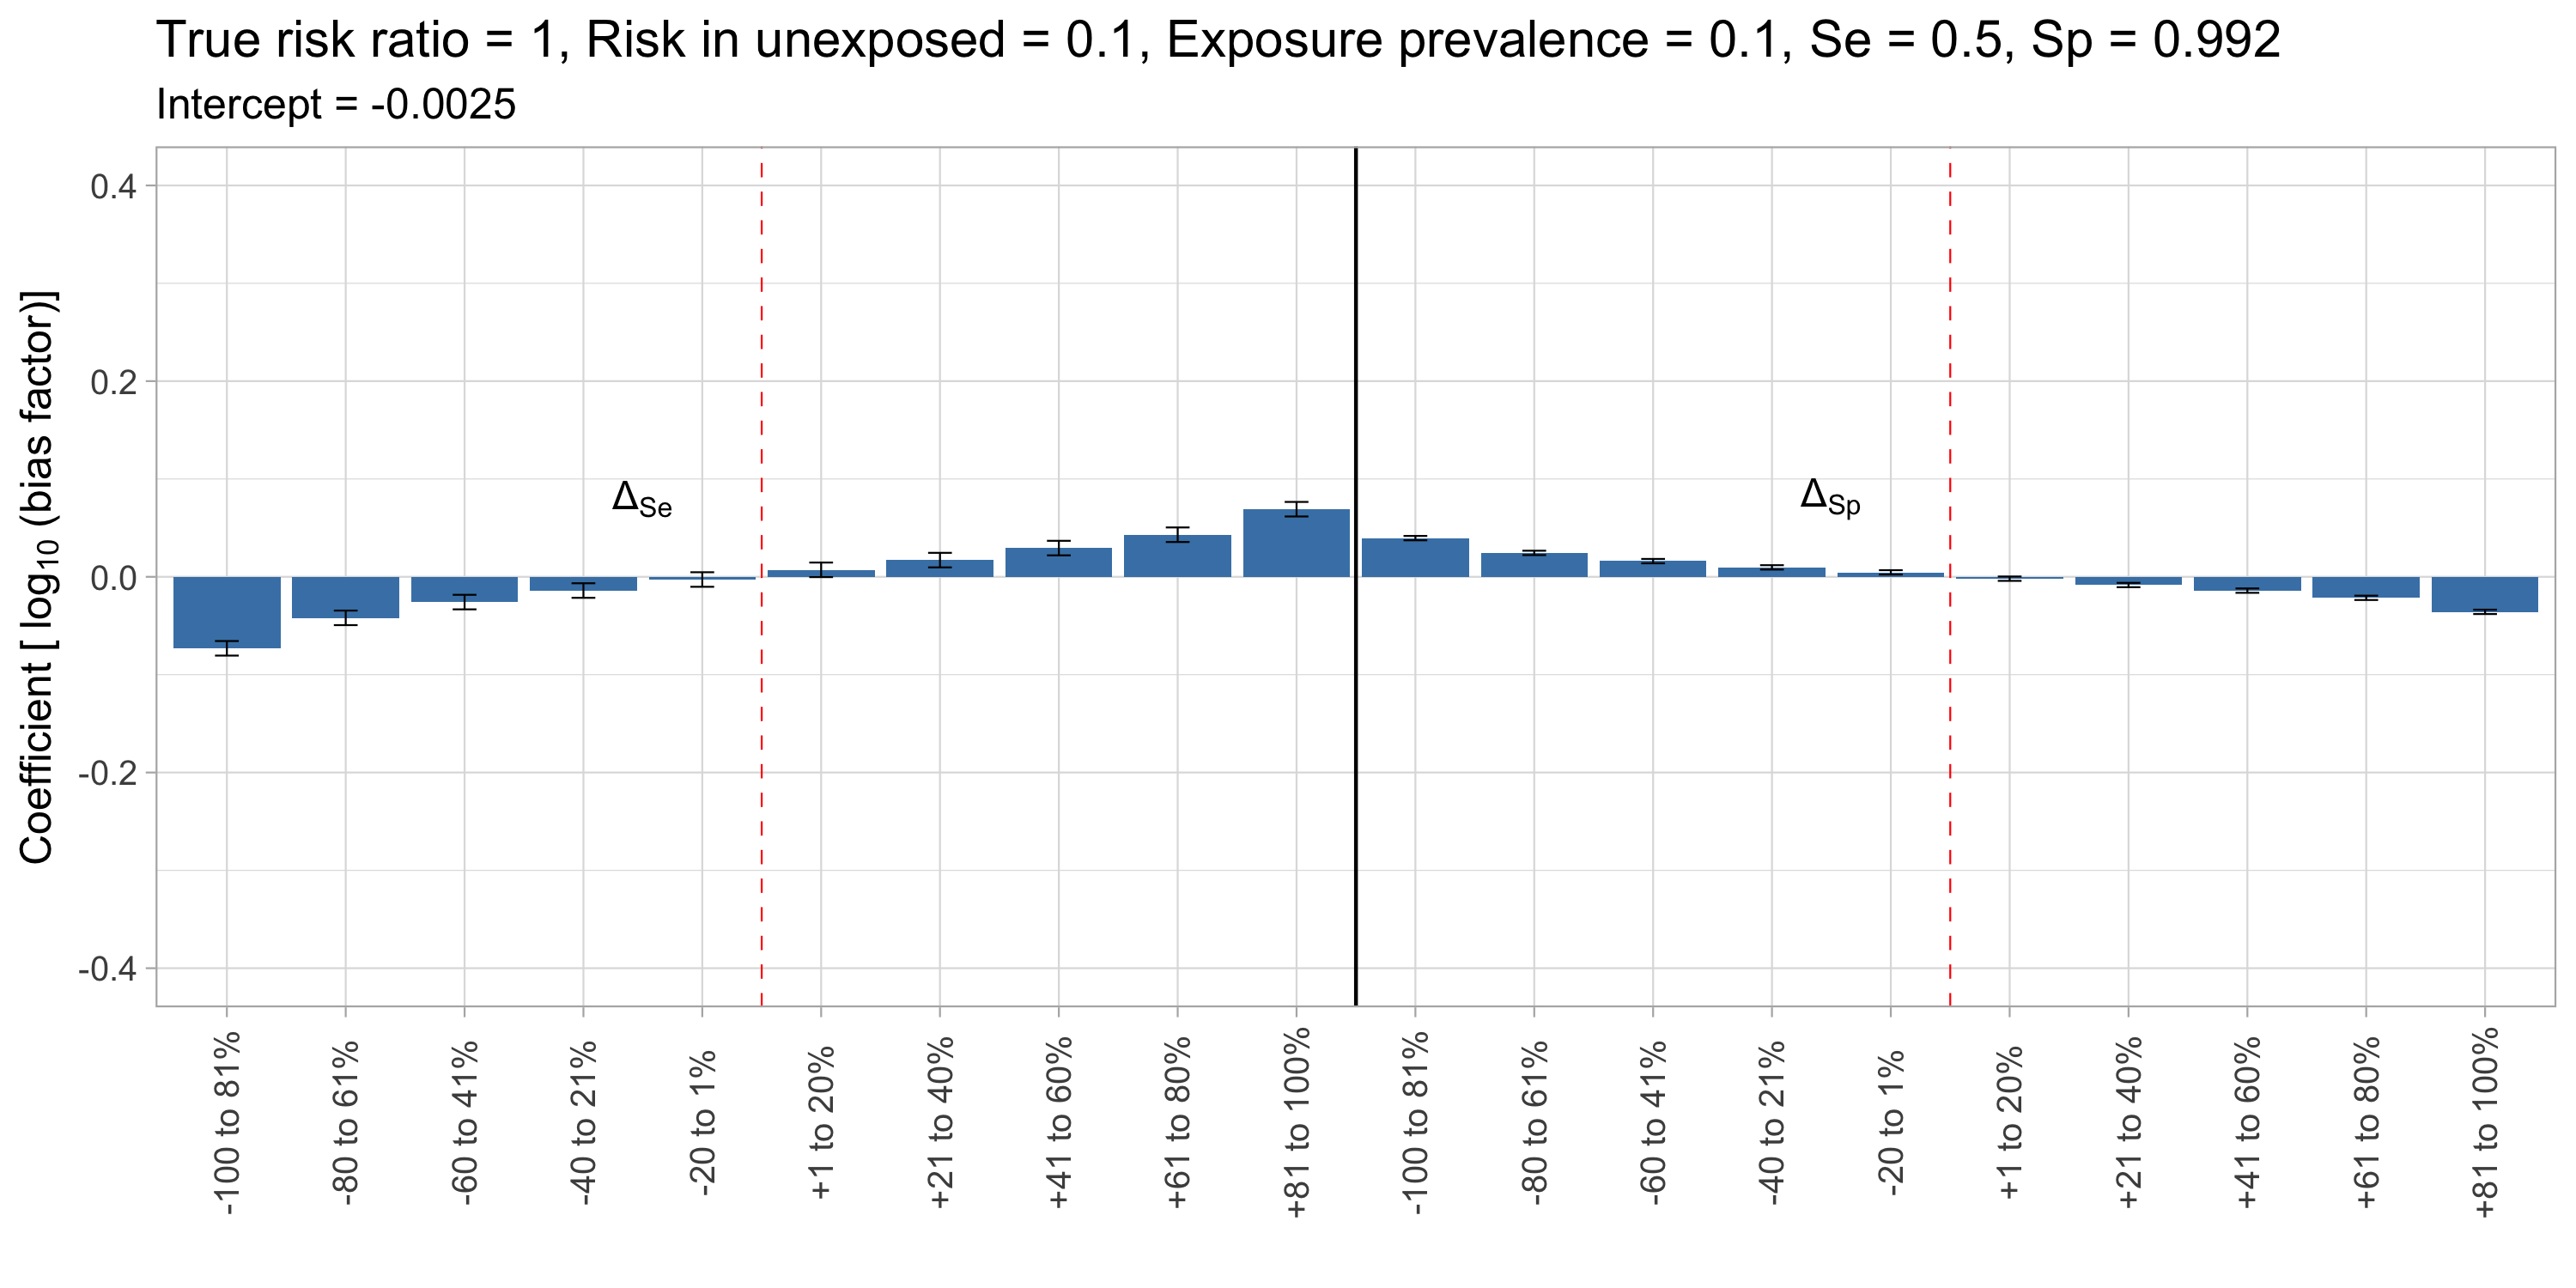 True risk ratio = 1, Risk in unexposed = 0.1, Exposure prevalence = 0.1, Se = 0.5, Sp = 0.992
Intercept = -0.0025
Coefficient [ log10 (bias factor)]
0.4
0.2
0.0
-0.2
-0.4
ΔSe
ΔSp
-100 to 81%
-80 to 61%
-60 to 41%
-40 to 21%
-20 to 1%
+1 to 20%
+21 to 40%
+41 to 60%
+61 to 80%
+81 to 100%
-100 to 81%
-80 to 61%
-60 to 41%
-40 to 21%
-20 to 1%
+1 to 20%
+21 to 40%
+41 to 60%
+61 to 80%
+81 to 100%